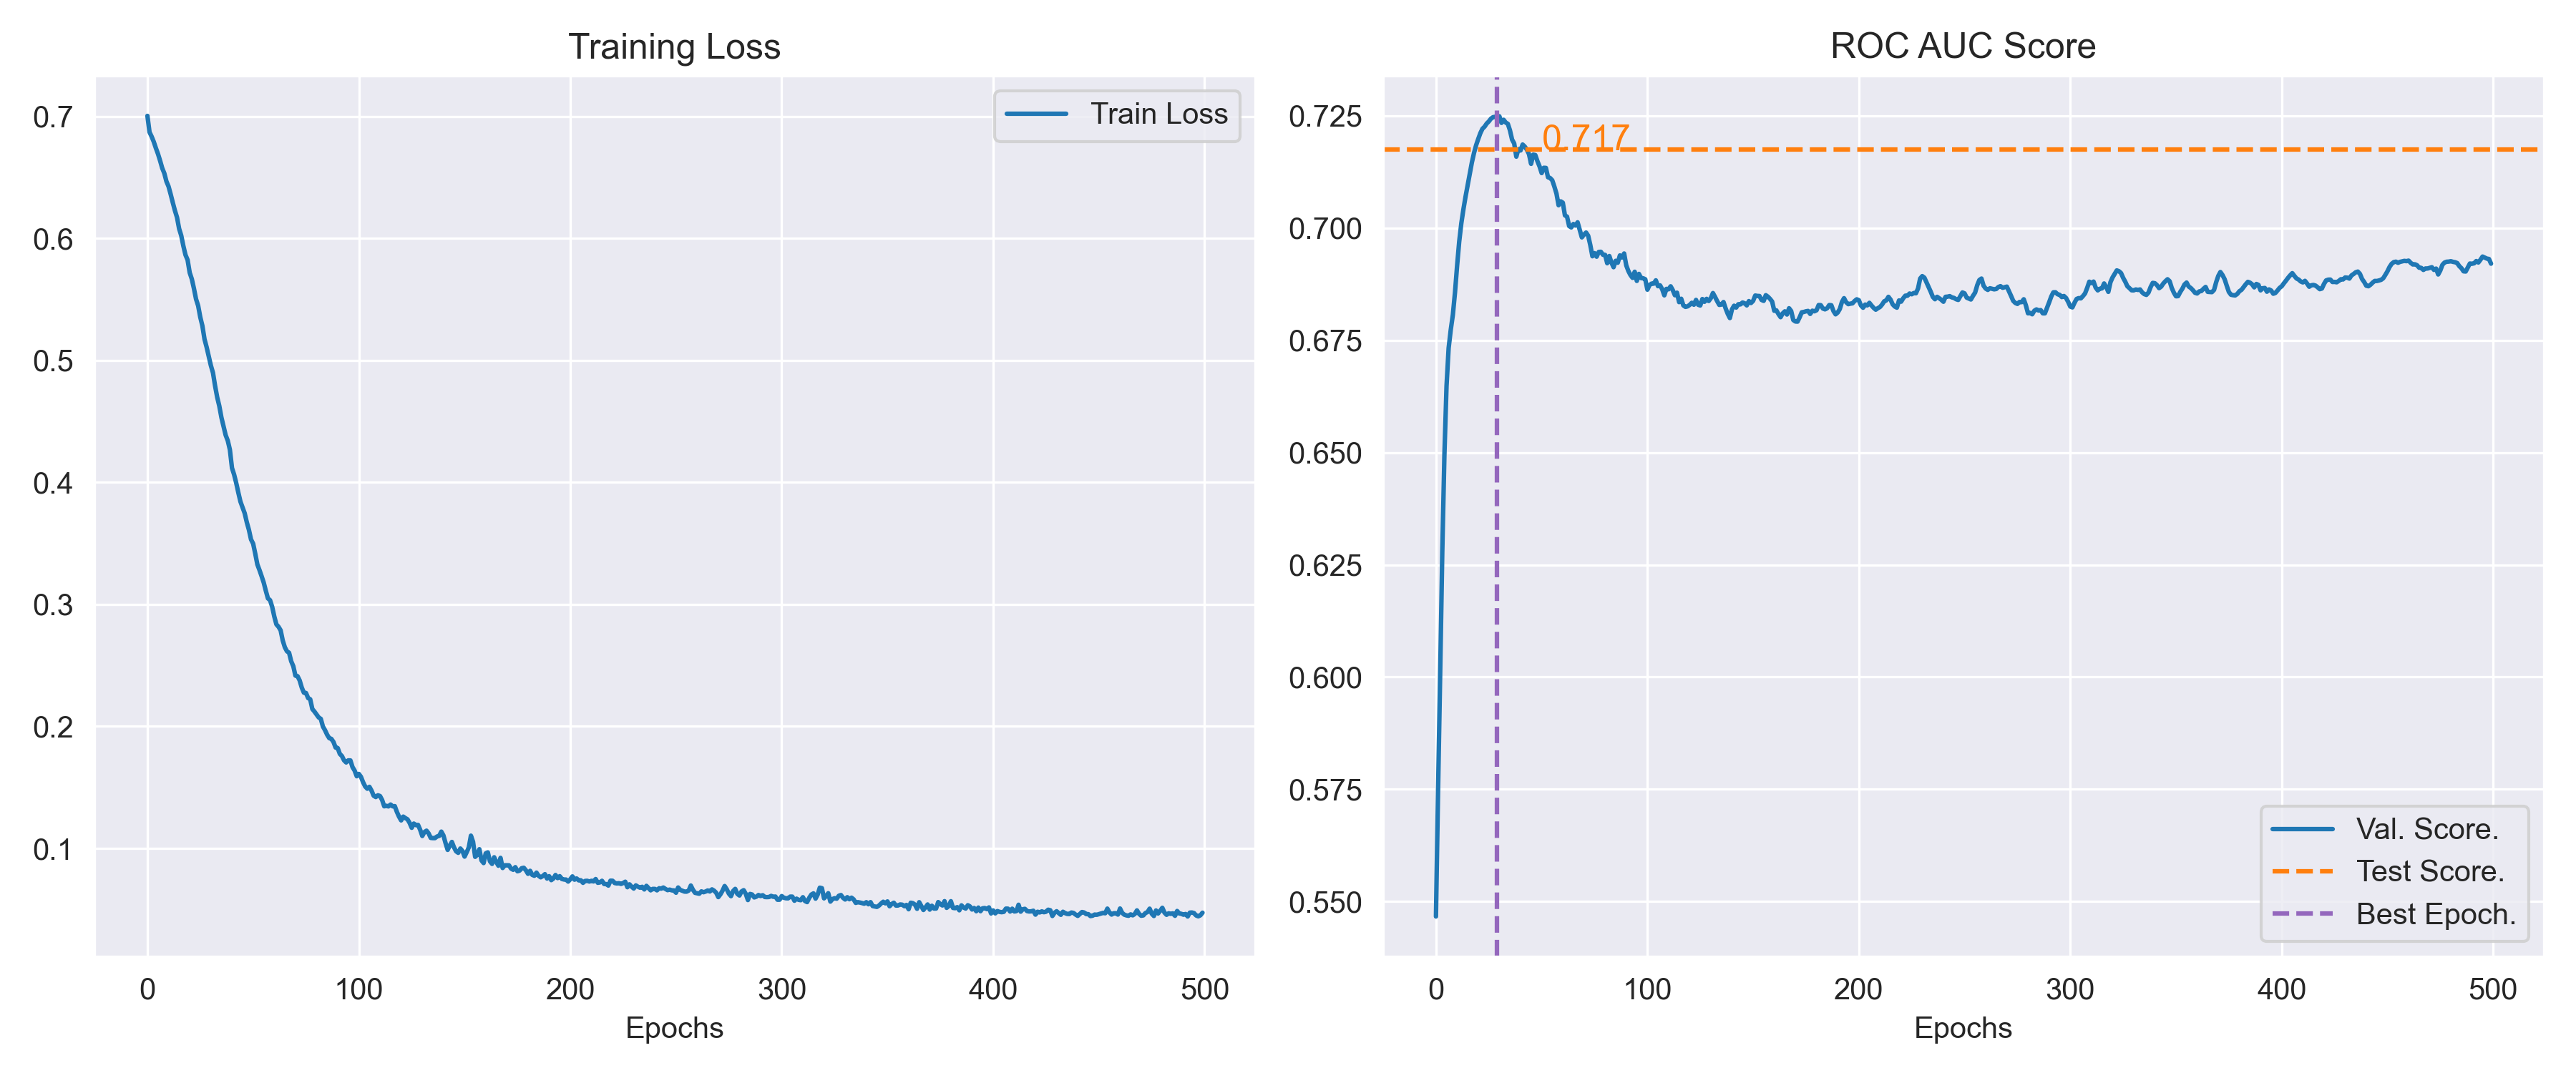 Training Loss
0.7
0.6
0.5
0.4
0.3
0.2
0.1
Train Loss
0 100 200 300 400 500
Epochs
ROC AUC Score
0.725
0.700
0.675
0.650
0.625
0.600
0.575
0.550
0.717
Val. Score.
Test Score.
Best Epoch.
0 100 200 300 400 500
Epochs